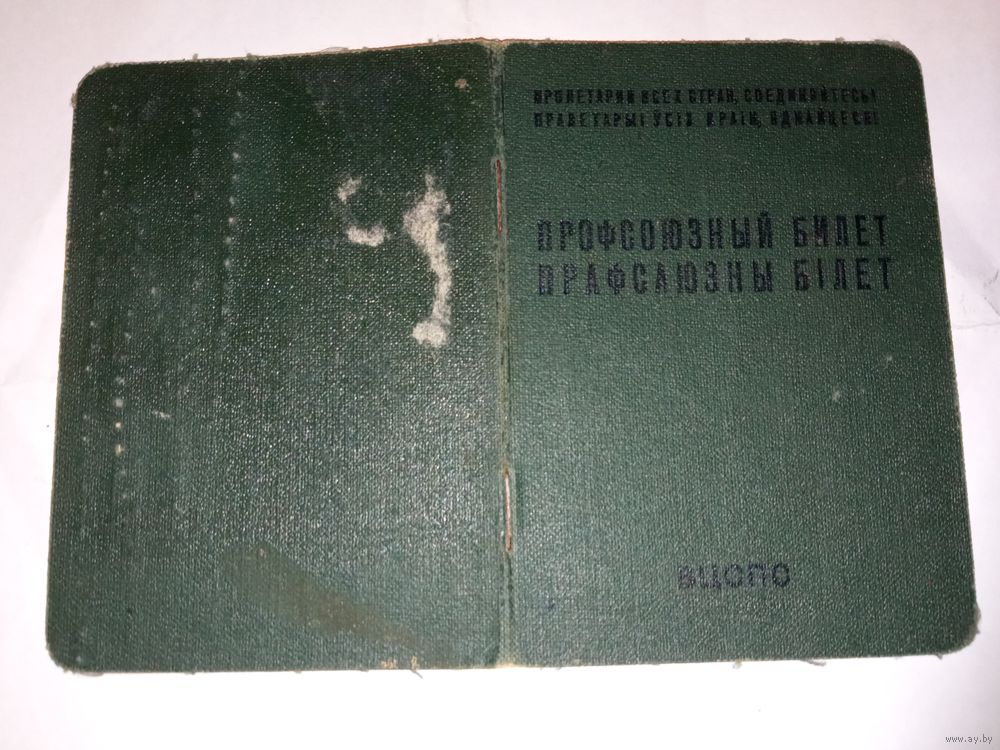 ПРОЛЕТАРИИ ВСЕХ СТРАН, СОЕДИНЯЙТЕСЬ!
ПРАЛЕТАРЫІ ЎСІХ КРАІН, ЯДНАЙЦЕСЯ!
ПРОФСОЮЗНЫЙ БИЛЕТ
ПРАФСАЮЗНЫ БІЛЕТ
ВЦСПС
www.ay.by